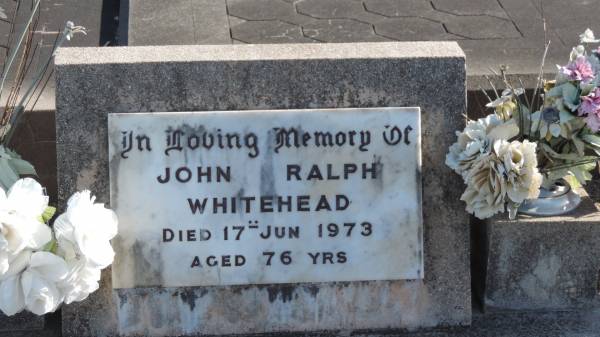 In Loving Memory Of
JOHN RALPH
WHITEHEAD
DIED 17TH JUN 1973
AGED 76 YRS